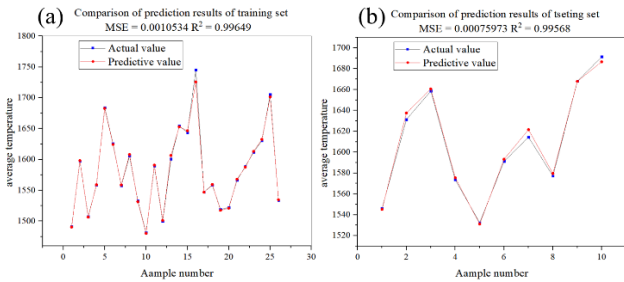 (a)
Comparison of prediction results of training set
MSE = 0.0010534 R² = 0.99649
Actual value
Predictive value
average temperature
1800
1750
1700
1650
1600
1550
1500
0 5 10 15 20 25 30
Aample number
(b)
Comparison of prediction results of tseting set
MSE = 0.00075973 R² = 0.99568
Actual value
Predictive value
average temperature
1700
1680
1660
1640
1620
1600
1580
1560
1540
1520
0 2 4 6 8 10
Aample number